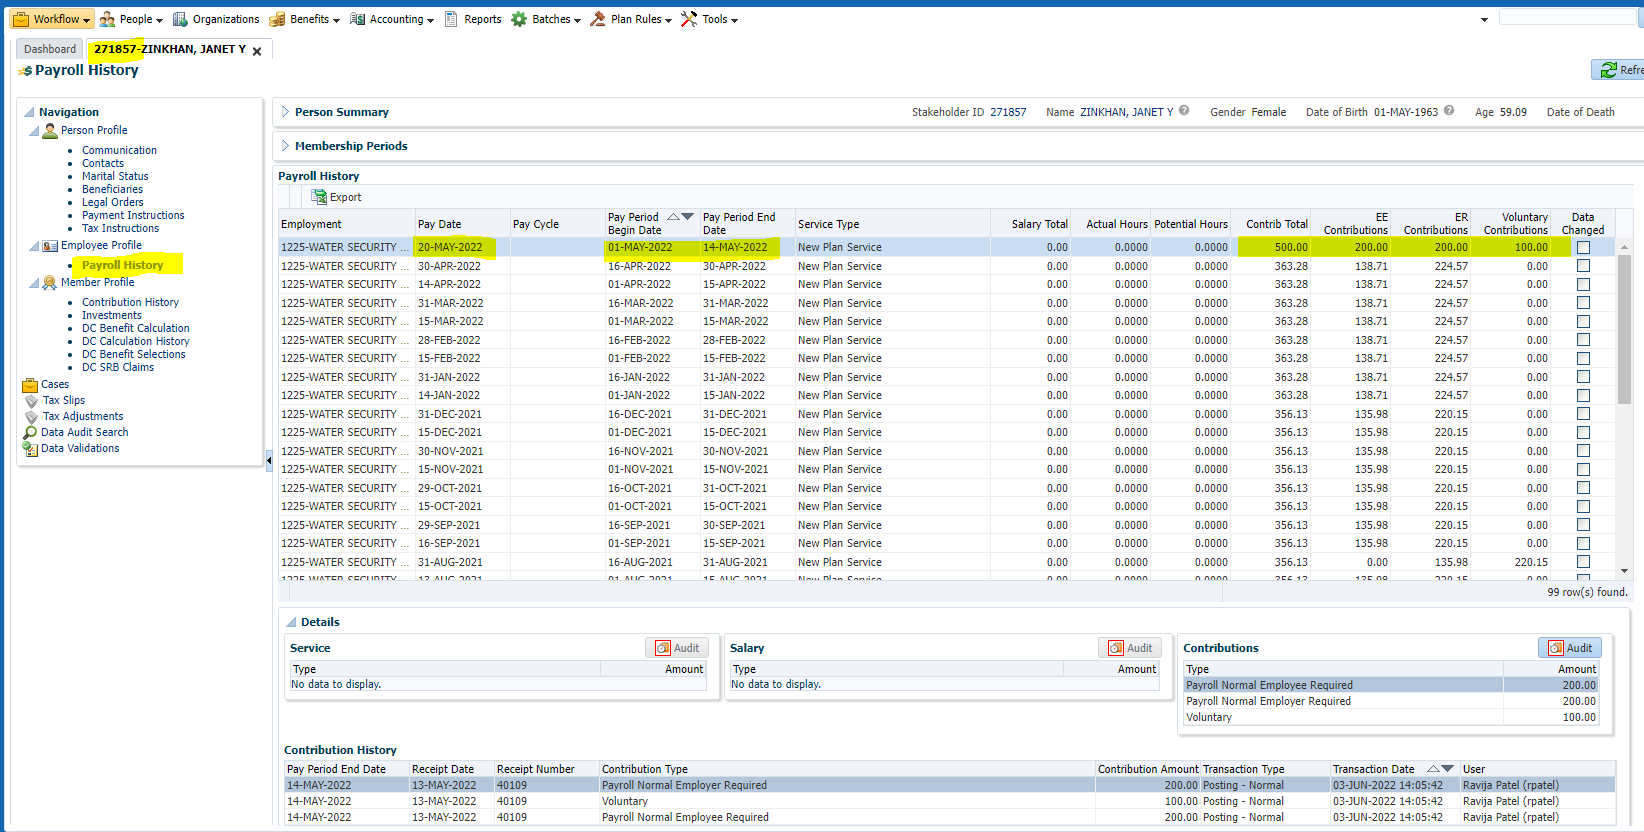 Workflow People Organizations Benefits Accounting Reports Batches Plan Rules Tools
Dashboard 271857-ZINKHAN, JANET Y x
Payroll History
Refre
Navigation
Person Profile
Communication
Contacts
Marital Status
Beneficiaries
Legal Orders
Payment Instructions
Tax Instructions
Employee Profile
Payroll History
Member Profile
Contribution History
Investments
DC Benefit Calculation
DC Calculation History
DC Benefit Selections
DC SRB Claims
Cases
Tax Slips
Tax Adjustments
Data Audit Search
Data Validations
Person Summary Stakeholder ID 271857 Name ZINKHAN, JANET Y Gender Female Date of Birth 01-MAY-1963 Age 59.09 Date of Death
Membership Periods
Payroll History
Export
Employment Pay Date Pay Cycle Pay Period Begin Date Pay Period End Date Service Type Salary Total Actual Hours Potential Hours Contrib Total EE Contributions ER Contributions Voluntary Contributions Data Changed
1225-WATER SECURITY ... 20-MAY-2022 01-MAY-2022 14-MAY-2022 New Plan Service 0.00 0.0000 0.0000 500.00 200.00 200.00 100.00
1225-WATER SECURITY ... 30-APR-2022 16-APR-2022 30-APR-2022 New Plan Service 0.00 0.0000 0.0000 363.28 138.71 224.57 0.00
1225-WATER SECURITY ... 14-APR-2022 01-APR-2022 15-APR-2022 New Plan Service 0.00 0.0000 0.0000 363.28 138.71 224.57 0.00
1225-WATER SECURITY ... 31-MAR-2022 16-MAR-2022 31-MAR-2022 New Plan Service 0.00 0.0000 0.0000 363.28 138.71 224.57 0.00
1225-WATER SECURITY ... 15-MAR-2022 01-MAR-2022 15-MAR-2022 New Plan Service 0.00 0.0000 0.0000 363.28 138.71 224.57 0.00
1225-WATER SECURITY ... 28-FEB-2022 16-FEB-2022 28-FEB-2022 New Plan Service 0.00 0.0000 0.0000 363.28 138.71 224.57 0.00
1225-WATER SECURITY ... 15-FEB-2022 01-FEB-2022 15-FEB-2022 New Plan Service 0.00 0.0000 0.0000 363.28 138.71 224.57 0.00
1225-WATER SECURITY ... 31-JAN-2022 16-JAN-2022 31-JAN-2022 New Plan Service 0.00 0.0000 0.0000 363.28 138.71 224.57 0.00
1225-WATER SECURITY ... 14-JAN-2022 01-JAN-2022 15-JAN-2022 New Plan Service 0.00 0.0000 0.0000 363.28 138.71 224.57 0.00
1225-WATER SECURITY ... 31-DEC-2021 16-DEC-2021 31-DEC-2021 New Plan Service 0.00 0.0000 0.0000 356.13 135.98 220.15 0.00
1225-WATER SECURITY ... 15-DEC-2021 01-DEC-2021 15-DEC-2021 New Plan Service 0.00 0.0000 0.0000 356.13 135.98 220.15 0.00
1225-WATER SECURITY ... 30-NOV-2021 16-NOV-2021 30-NOV-2021 New Plan Service 0.00 0.0000 0.0000 356.13 135.98 220.15 0.00
1225-WATER SECURITY ... 15-NOV-2021 01-NOV-2021 15-NOV-2021 New Plan Service 0.00 0.0000 0.0000 356.13 135.98 220.15 0.00
1225-WATER SECURITY ... 29-OCT-2021 16-OCT-2021 31-OCT-2021 New Plan Service 0.00 0.0000 0.0000 356.13 135.98 220.15 0.00
1225-WATER SECURITY ... 15-OCT-2021 01-OCT-2021 15-OCT-2021 New Plan Service 0.00 0.0000 0.0000 356.13 135.98 220.15 0.00
1225-WATER SECURITY ... 29-SEP-2021 16-SEP-2021 30-SEP-2021 New Plan Service 0.00 0.0000 0.0000 356.13 135.98 220.15 0.00
1225-WATER SECURITY ... 16-SEP-2021 01-SEP-2021 15-SEP-2021 New Plan Service 0.00 0.0000 0.0000 356.13 135.98 220.15 0.00
1225-WATER SECURITY ... 31-AUG-2021 16-AUG-2021 31-AUG-2021 New Plan Service 0.00 0.0000 0.0000 356.13 0.00 135.98 220.15
1225-WATER SECURITY ... 13-AUG-2021 01-AUG-2021 15-AUG-2021 New Plan Service 0.00 0.0000 0.0000 356.13 135.98 220.15 0.00
99 row(s) found.
Details
Service Audit
Type Amount
No data to display.
Salary Audit
Type Amount
No data to display.
Contributions Audit
Type Amount
Payroll Normal Employee Required 200.00
Payroll Normal Employer Required 200.00
Voluntary 100.00
Contribution History
Pay Period End Date Receipt Date Receipt Number Contribution Type Contribution Amount Transaction Type Transaction Date User
14-MAY-2022 13-MAY-2022 40109 Payroll Normal Employer Required 200.00 Posting - Normal 03-JUN-2022 14:05:42 Ravija Patel (rpatel)
14-MAY-2022 13-MAY-2022 40109 Voluntary 100.00 Posting - Normal 03-JUN-2022 14:05:42 Ravija Patel (rpatel)
14-MAY-2022 13-MAY-2022 40109 Payroll Normal Employee Required 200.00 Posting - Normal 03-JUN-2022 14:05:42 Ravija Patel (rpatel)